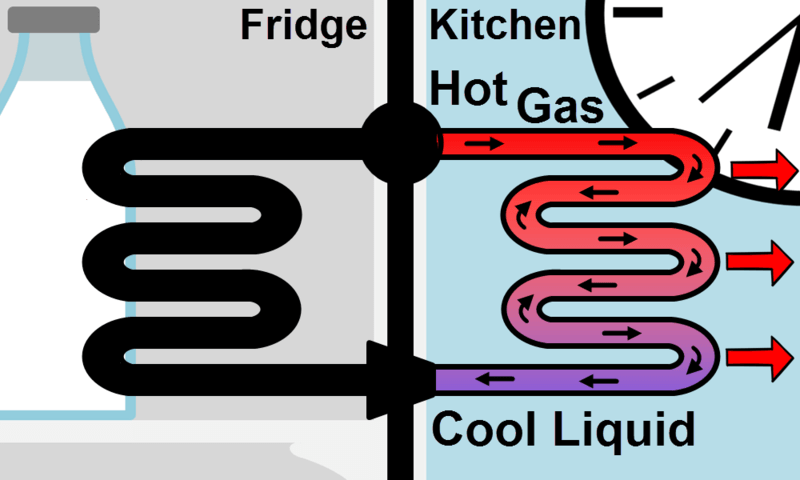 Fridge
Kitchen
Hot Gas
Cool Liquid